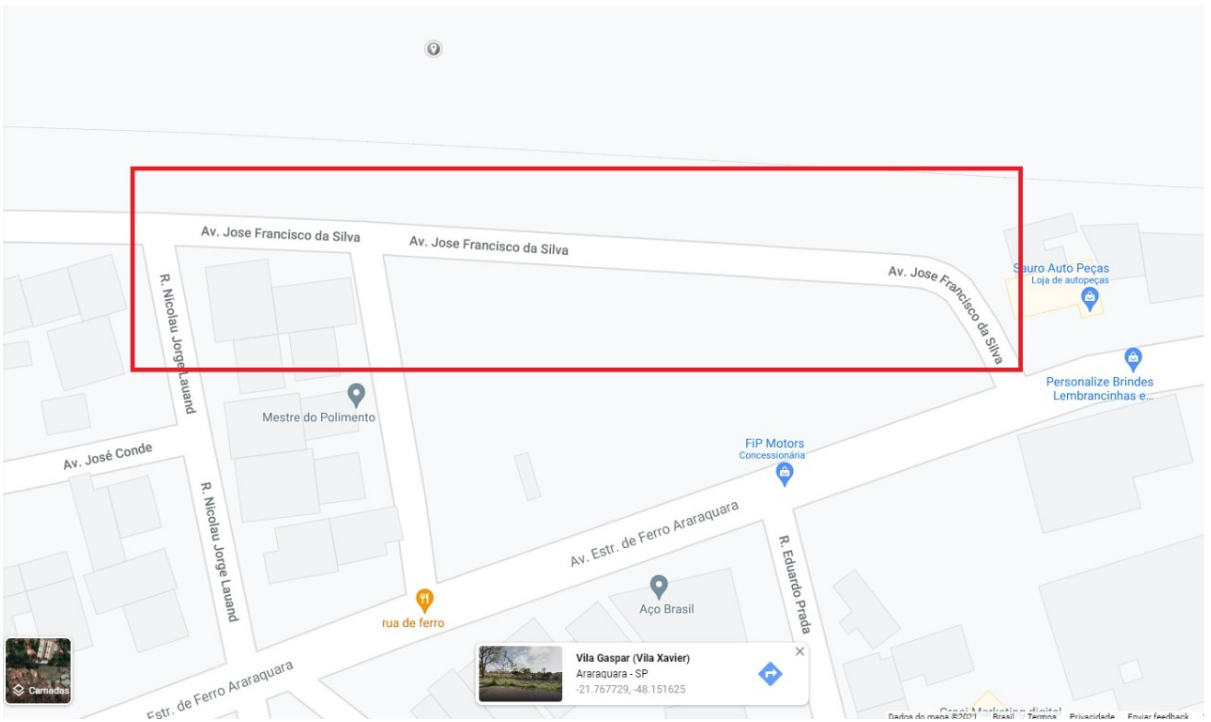 Av. Jose Francisco da Silva
Av. Jose Francisco da Silva
Av. Jose Francisco da Silva
Sauro Auto Peças
Loja de autopeças
R. Nicolau Jorge Lauand
Personalize Brindes
Lembrancinhas e...
Mestre do Polimento
Av. José Conde
FiP Motors
Concessionária
R. Nicolau Jorge Lauand
Av. Estr. de Ferro Araraquara
R. Eduardo Prada
Aço Brasil
rua de ferro
Estr. de Ferro Araraquara
Camadas
Vila Gaspar (Vila Xavier)
Araraquara - SP
-21.767729, -48.151625
Marketing digital
Dados do mapa ©2021 Brasil Termos Privacidade Enviar feedback